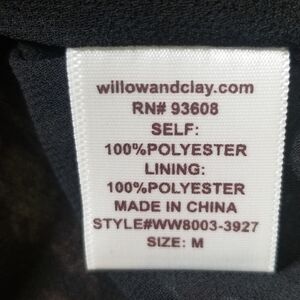 willowandclay.com
RN# 93608
SELF:
100%POLYESTER
LINING:
100%POLYESTER
MADE IN CHINA
STYLE#WW8003-3927
SIZE: M